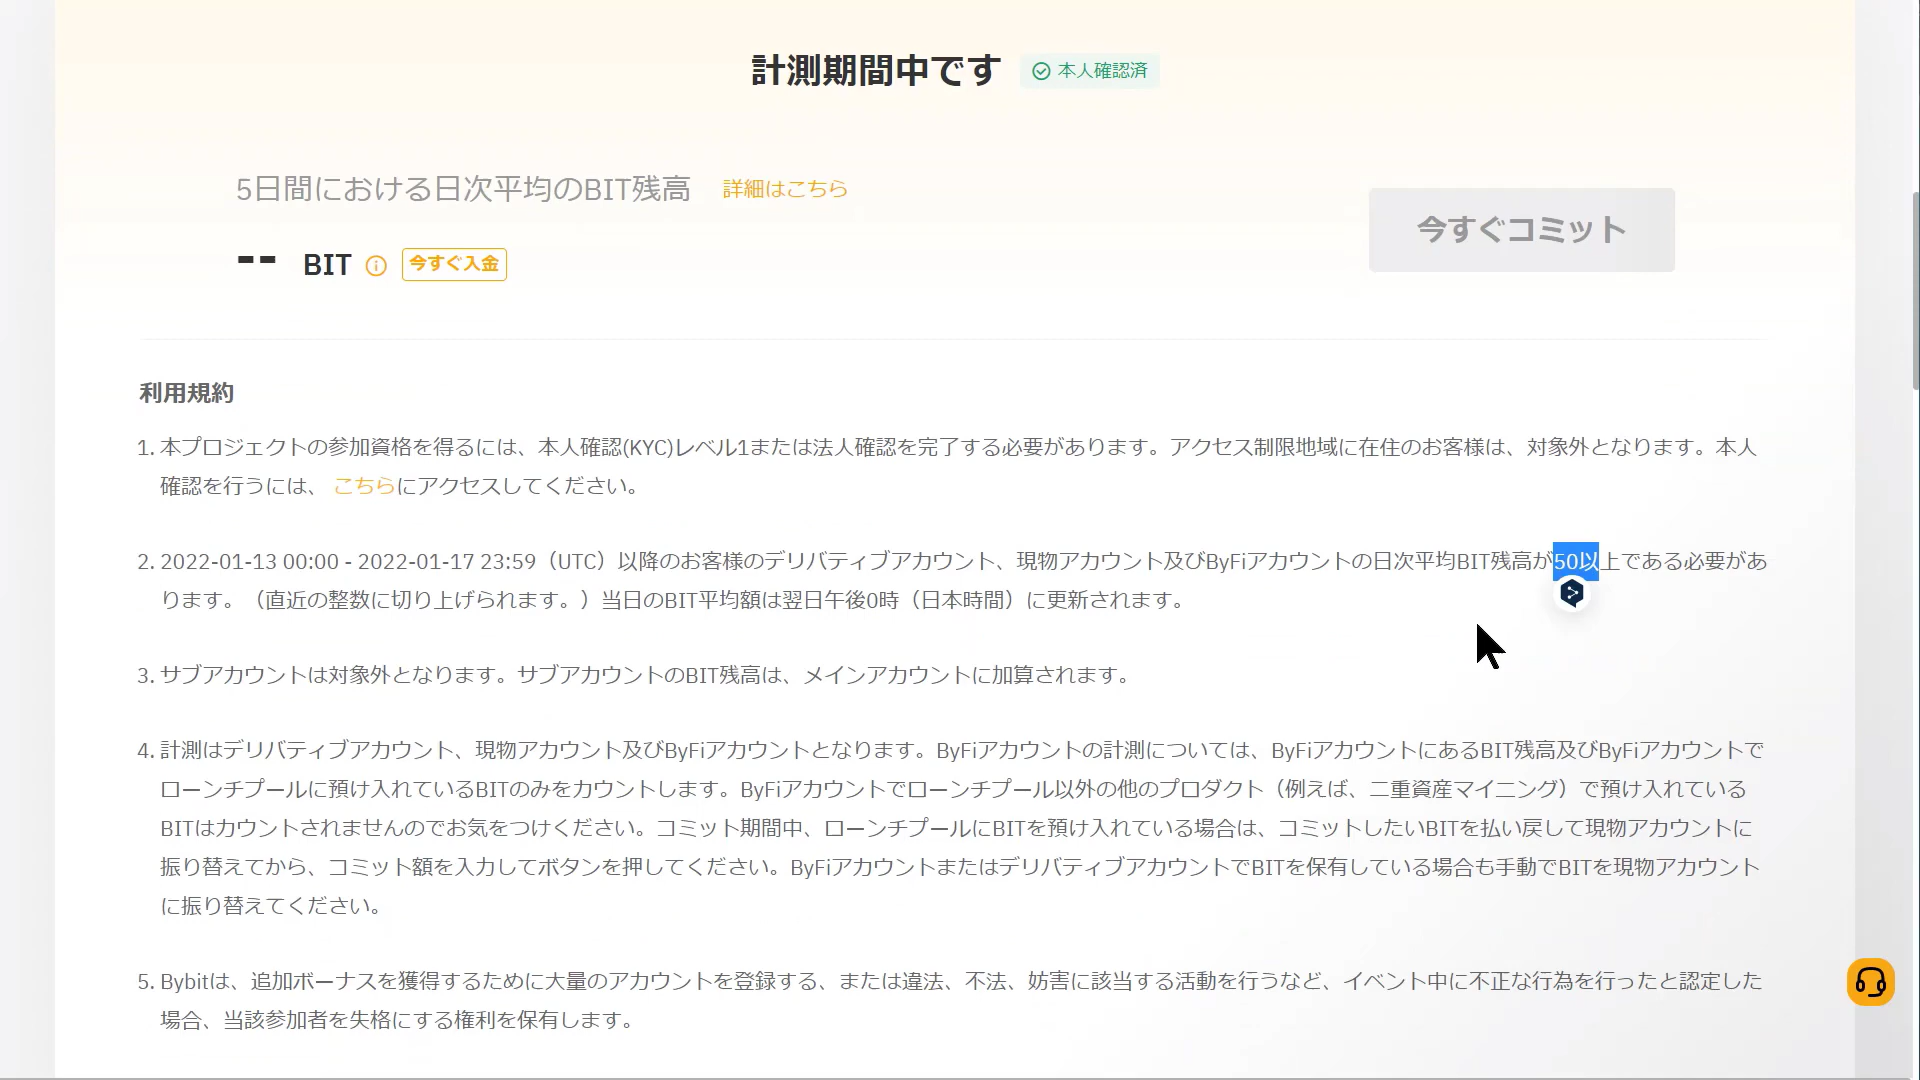 計測期間中です 本人確認済
5日間における日次平均のBIT残高 詳細はこちら
今すぐコミット
-- BIT 今すぐ入金
利用規約
1. 本プロジェクトの参加資格を得るには、本人確認(KYC)レベル1または法人確認を完了する必要があります。アクセス制限地域に在住のお客様は、対象外となります。本人
確認を行うには、 こちらにアクセスしてください。
2. 2022-01-13 00:00 - 2022-01-17 23:59（UTC）以降のお客様のデリバティブアカウント、現物アカウント及びByFiアカウントの日次平均BIT残高が50以上である必要があ
ります。（直近の整数に切り上げられます。）当日のBIT平均額は翌日午後0時（日本時間）に更新されます。
3. サブアカウントは対象外となります。サブアカウントのBIT残高は、メインアカウントに加算されます。
4. 計測はデリバティブアカウント、現物アカウント及びByFiアカウントとなります。ByFiアカウントの計測については、ByFiアカウントにあるBIT残高及びByFiアカウントで
ローンチプールに預け入れているBITのみをカウントします。ByFiアカウントでローンチプール以外の他のプロダクト（例えば、二重資産マイニング）で預け入れている
BITはカウントされませんのでお気をつけください。コミット期間中、ローンチプールにBITを預け入れている場合は、コミットしたいBITを払い戻して現物アカウントに
振り替えてから、コミット額を入力してボタンを押してください。ByFiアカウントまたはデリバティブアカウントでBITを保有している場合も手動でBITを現物アカウント
に振り替えてください。
5. Bybitは、追加ボーナスを獲得するために大量のアカウントを登録する、または違法、不法、妨害に該当する活動を行うなど、イベント中に不正な行為を行ったと認定した
場合、当該参加者を失格にする権利を保有します。